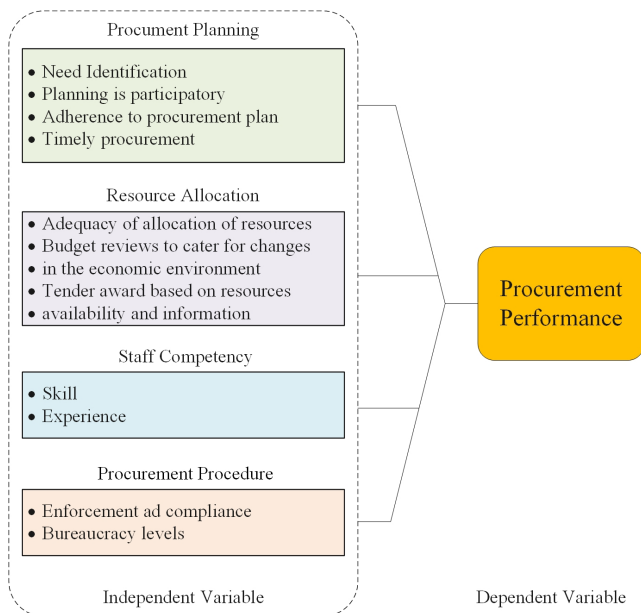 Procument Planning
• Need Identification
• Planning is participatory
• Adherence to procurement plan
• Timely procurement
Resource Allocation
• Adequacy of allocation of resources
• Budget reviews to cater for changes
• in the economic environment
• Tender award based on resources
• availability and information
Staff Competency
• Skill
• Experience
Procurement Procedure
• Enforcement ad compliance
• Bureaucracy levels
Independent Variable
Procurement
Performance
Dependent Variable